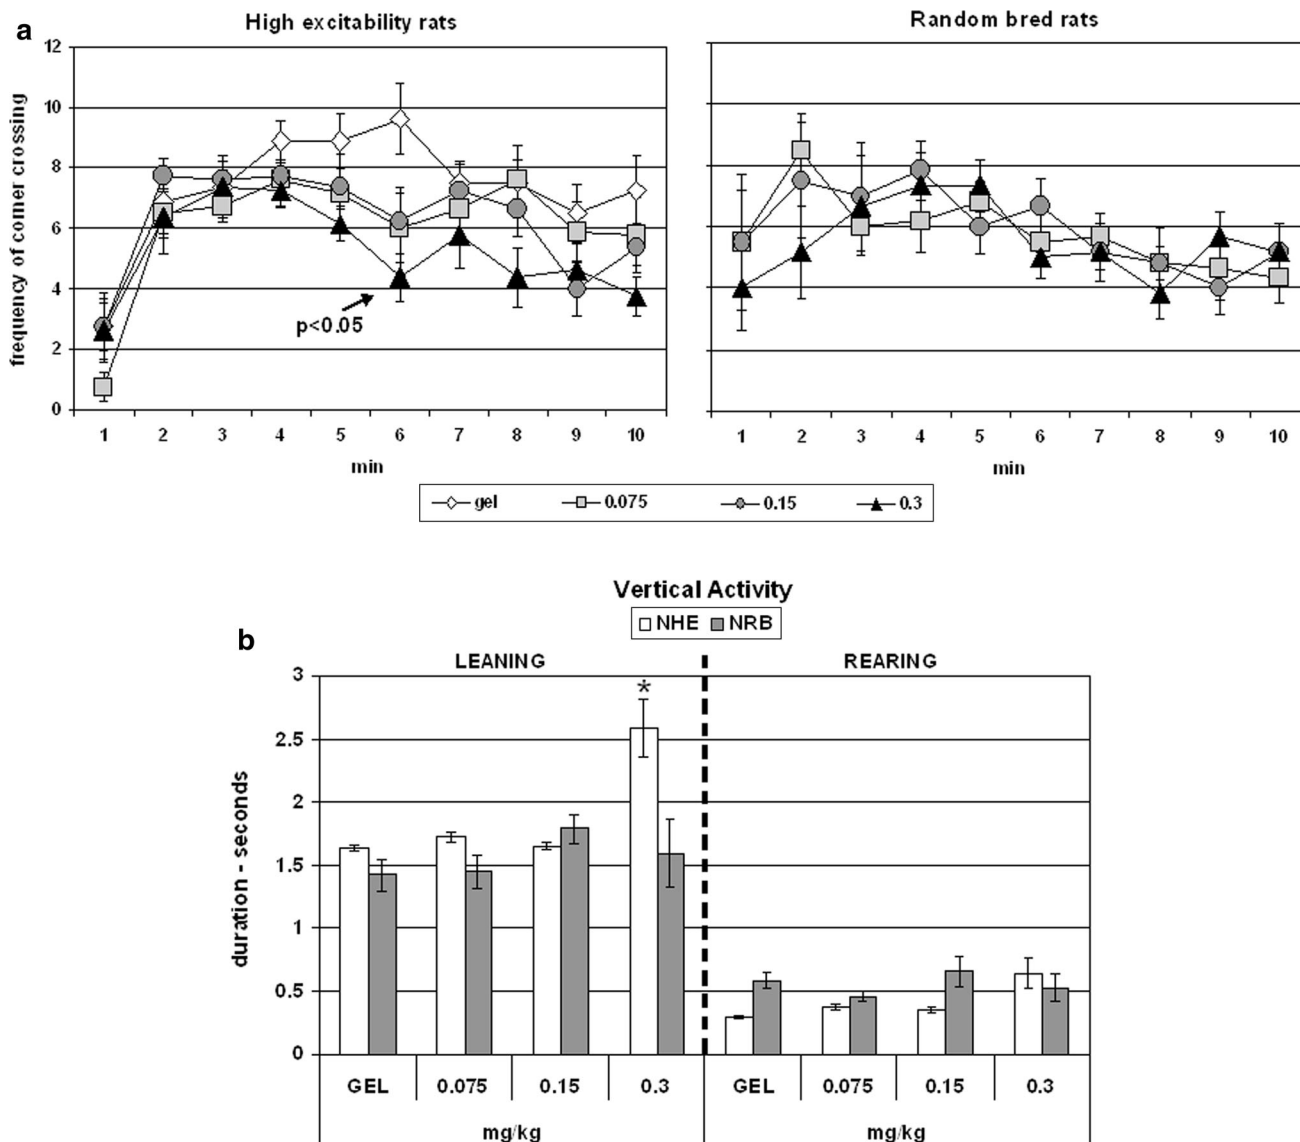 a
High excitability rats
Random bred rats
frequency of corner crossing
12
10
8
6
4
2
0
p<0.05
1 2 3 4 5 6 7 8 9 10
min
1 2 3 4 5 6 7 8 9 10
min
gel 0.075 0.15 0.3
Vertical Activity
NHE NRB
b
LEANING REARING
duration - seconds
3
2.5
2
1.5
1
0.5
0
*
GEL 0.075 0.15 0.3 GEL 0.075 0.15 0.3
mg/kg mg/kg